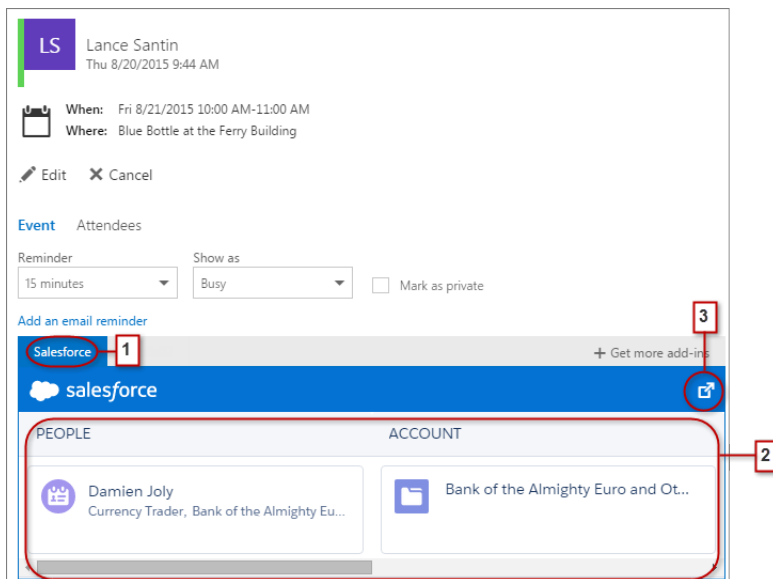 LS
Lance Santin
Thu 8/20/2015 9:44 AM
When: Fri 8/21/2015 10:00 AM-11:00 AM
Where: Blue Bottle at the Ferry Building
Edit Cancel
Event Attendees
Reminder Show as
15 minutes Busy Mark as private
3
Add an email reminder
Salesforce 1 + Get more add-ins
salesforce
PEOPLE ACCOUNT
2
Damien Joly Bank of the Almighty Euro and Ot...
Currency Trader, Bank of the Almighty Eu...